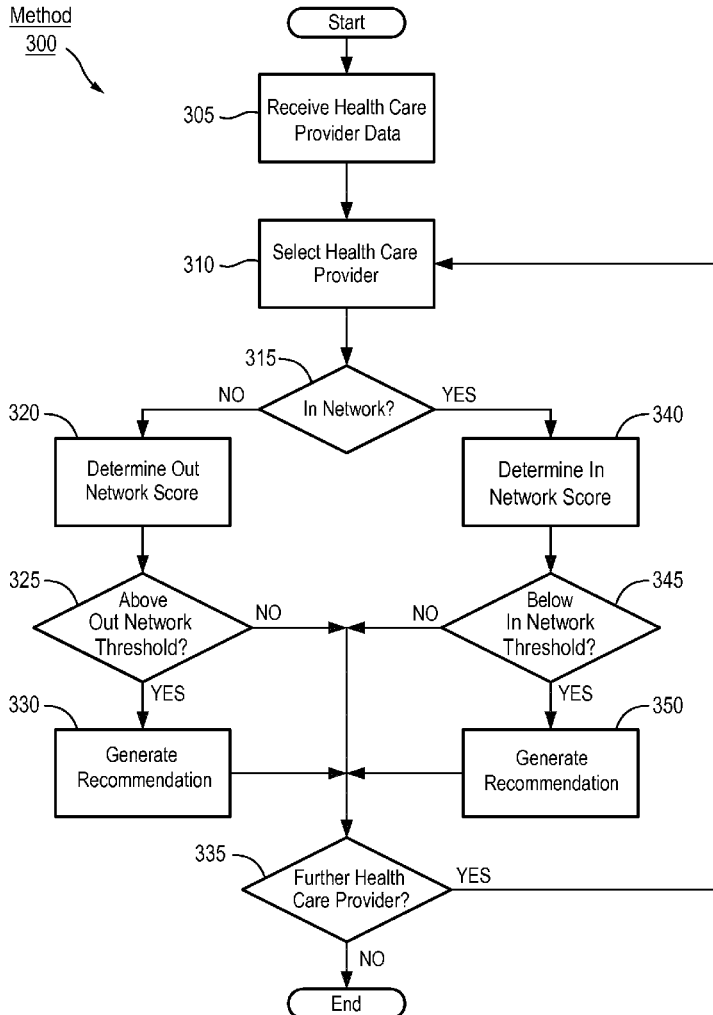 Method
300
Start
305
Receive Health Care
Provider Data
310
Select Health Care
Provider
315
In Network?
NO
YES
320
Determine Out
Network Score
340
Determine In
Network Score
325
Above
Out Network
Threshold?
NO
YES
345
Below
In Network
Threshold?
NO
YES
330
Generate
Recommendation
350
Generate
Recommendation
335
Further Health
Care Provider?
YES
NO
End